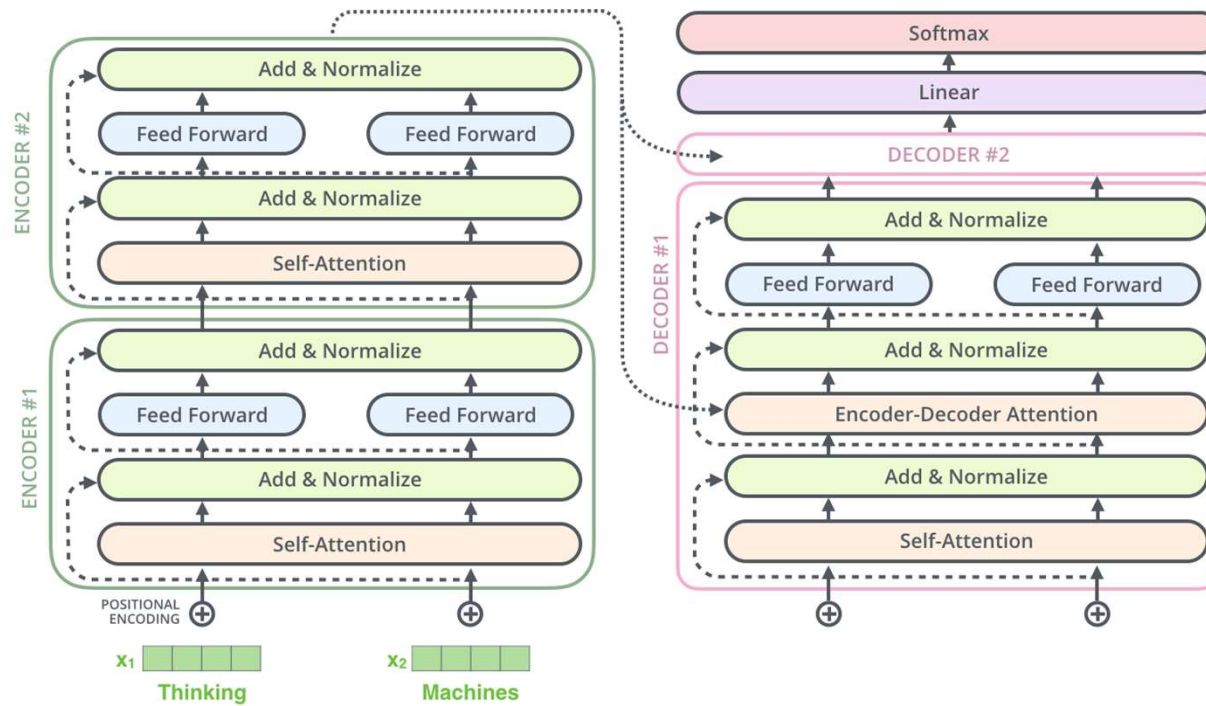 ENCODER #2
Add & Normalize
Feed Forward
Feed Forward
Add & Normalize
Self-Attention
ENCODER #1
Add & Normalize
Feed Forward
Feed Forward
Add & Normalize
Self-Attention
POSITIONAL
ENCODING
x₁
x₂
Thinking
Machines
Softmax
Linear
DECODER #2
DECODER #1
Add & Normalize
Feed Forward
Feed Forward
Add & Normalize
Encoder-Decoder Attention
Add & Normalize
Self-Attention